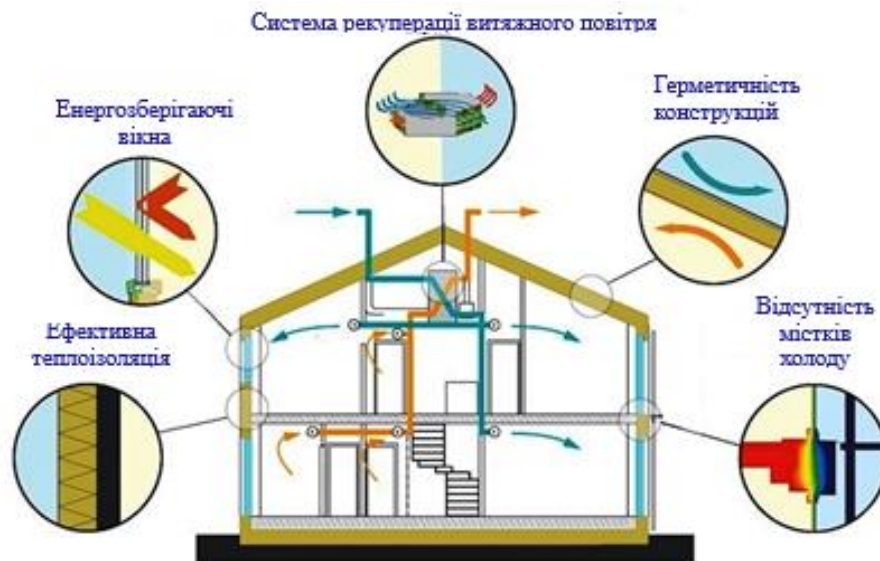 Система рекуперації витяжного повітря
Енергозберігаючі
вікна
Герметичність
конструкцій
Ефективна
теплоізоляція
Відсутність
містків
холоду